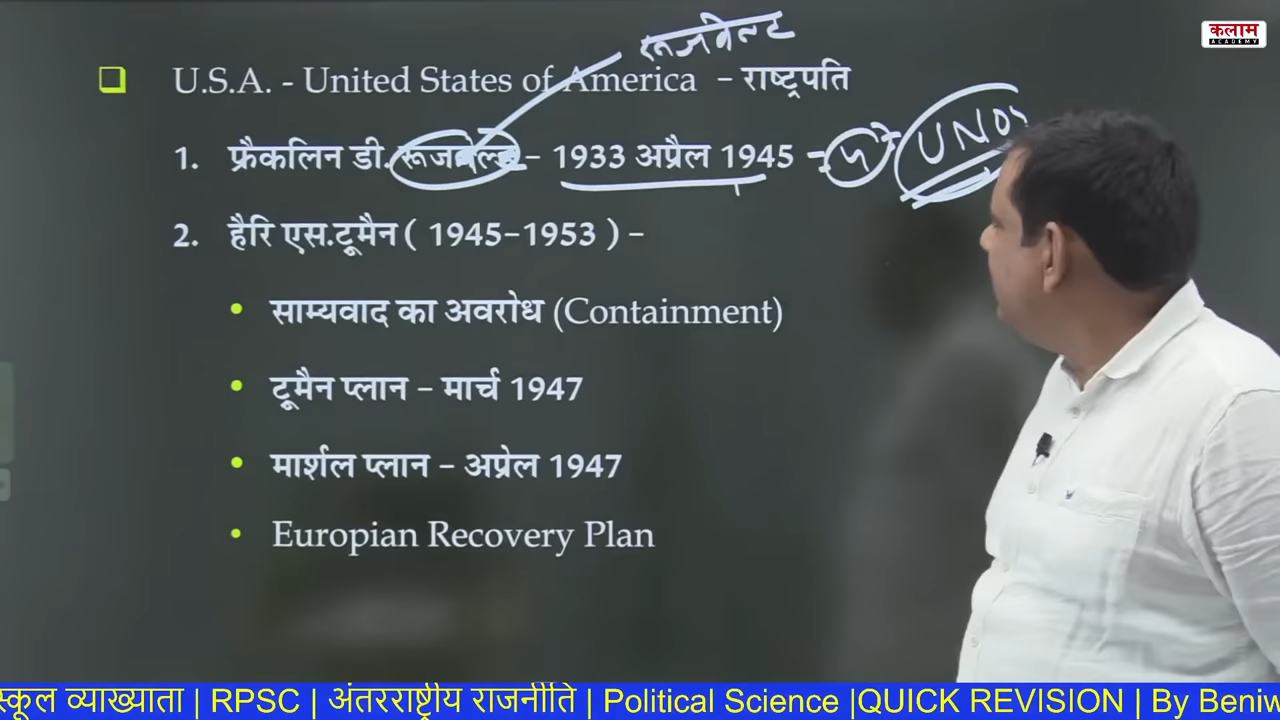 कलाम
ACADEMY
रूजवेल्ट
U.S.A. - United States of America - राष्ट्रपति
1. फ्रैकलिन डी. रूजवेल्ट - 1933 अप्रैल 1945 - UNO
2. हैरि एस.ट्रूमैन ( 1945-1953 ) -
• साम्यवाद का अवरोध (Containment)
• ट्रूमैन प्लान - मार्च 1947
• मार्शल प्लान - अप्रेल 1947
• Europian Recovery Plan
स्कूल व्याख्याता | RPSC | अंतरराष्ट्रीय राजनीति | Political Science |QUICK REVISION | By Beniw